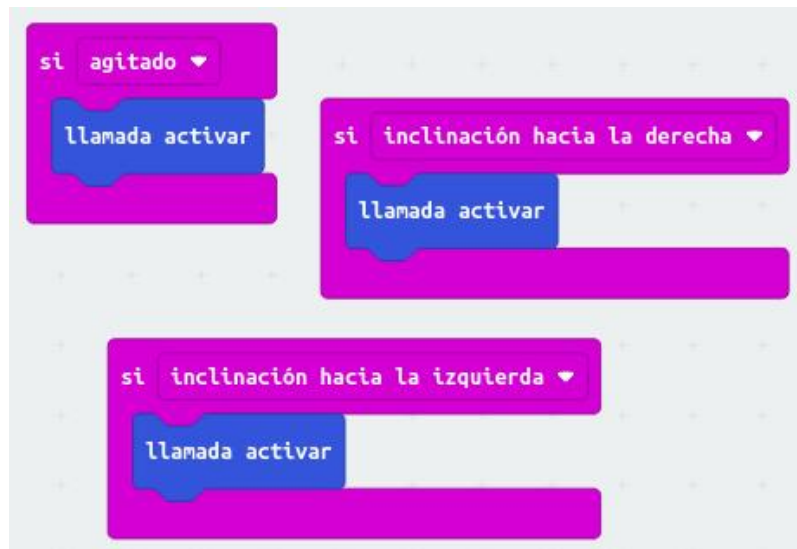 si agitado
llamada activar
si inclinación hacia la derecha
llamada activar
si inclinación hacia la izquierda
llamada activar